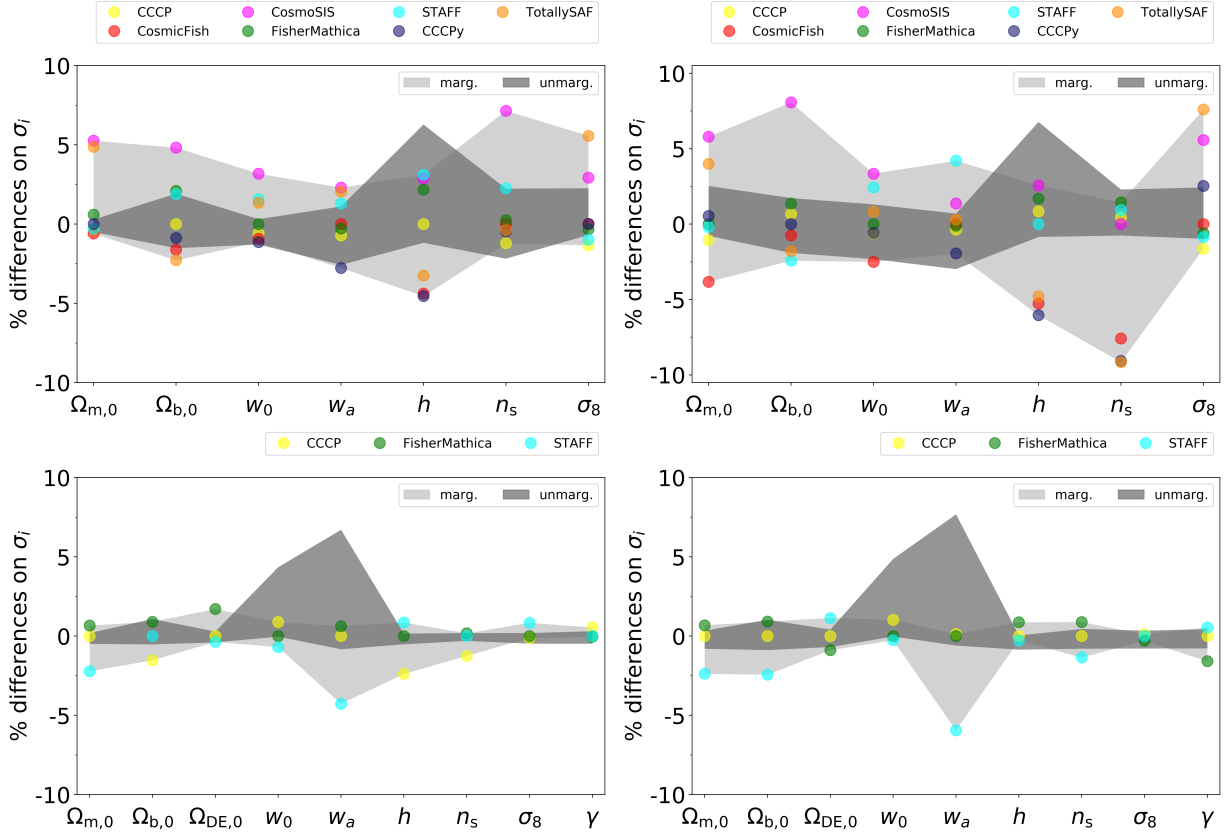 CCCP CosmoSIS STAFF TotallySAF
CosmicFish FisherMathica CCCPy
marg. unmarg.
% differences on σi
10
5
0
-5
-10
Ωm,0 Ωb,0 w0 wa h ns σ8
CCCP CosmoSIS STAFF TotallySAF
CosmicFish FisherMathica CCCPy
marg. unmarg.
% differences on σi
10
5
0
-5
-10
Ωm,0 Ωb,0 w0 wa h ns σ8
CCCP FisherMathica STAFF
marg. unmarg.
% differences on σi
10
5
0
-5
-10
Ωm,0 Ωb,0 ΩDE,0 w0 wa h ns σ8 γ
CCCP FisherMathica STAFF
marg. unmarg.
% differences on σi
10
5
0
-5
-10
Ωm,0 Ωb,0 ΩDE,0 w0 wa h ns σ8 γ